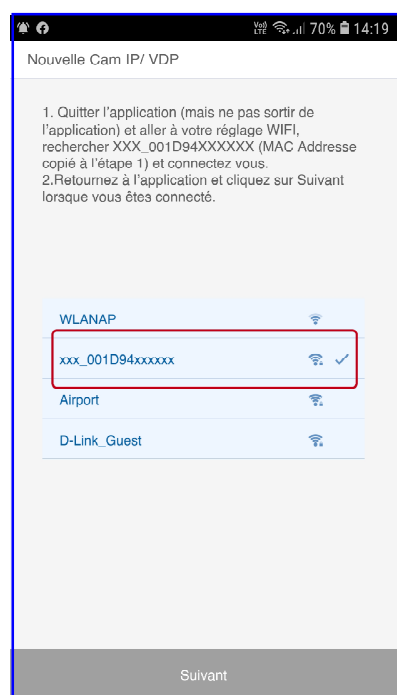 Vo)) LTE 70% 14:19
Nouvelle Cam IP/ VDP
1. Quitter l'application (mais ne pas sortir de
l'application) et aller à votre réglage WIFI,
rechercher XXX_001D94XXXXXX (MAC Addresse
copié à l'étape 1) et connectez vous.
2.Retournez à l'application et cliquez sur Suivant
lorsque vous êtes connecté.
WLANAP
xxx_001D94xxxxxx
Airport
D-Link_Guest
Suivant